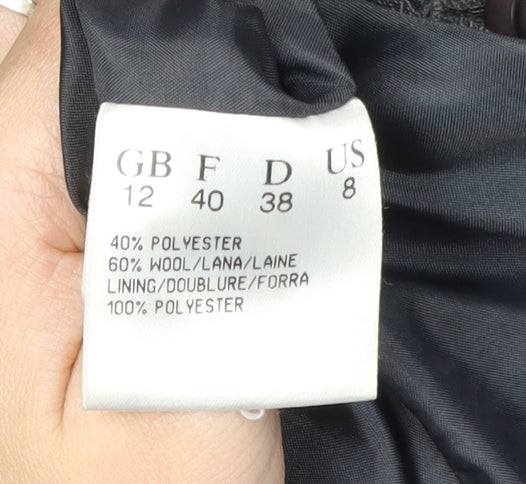 GB F D US
12 40 38 8
40% POLYESTER
60% WOOL/LANA/LAINE
LINING/DOUBLURE/FORRA
100% POLYESTER